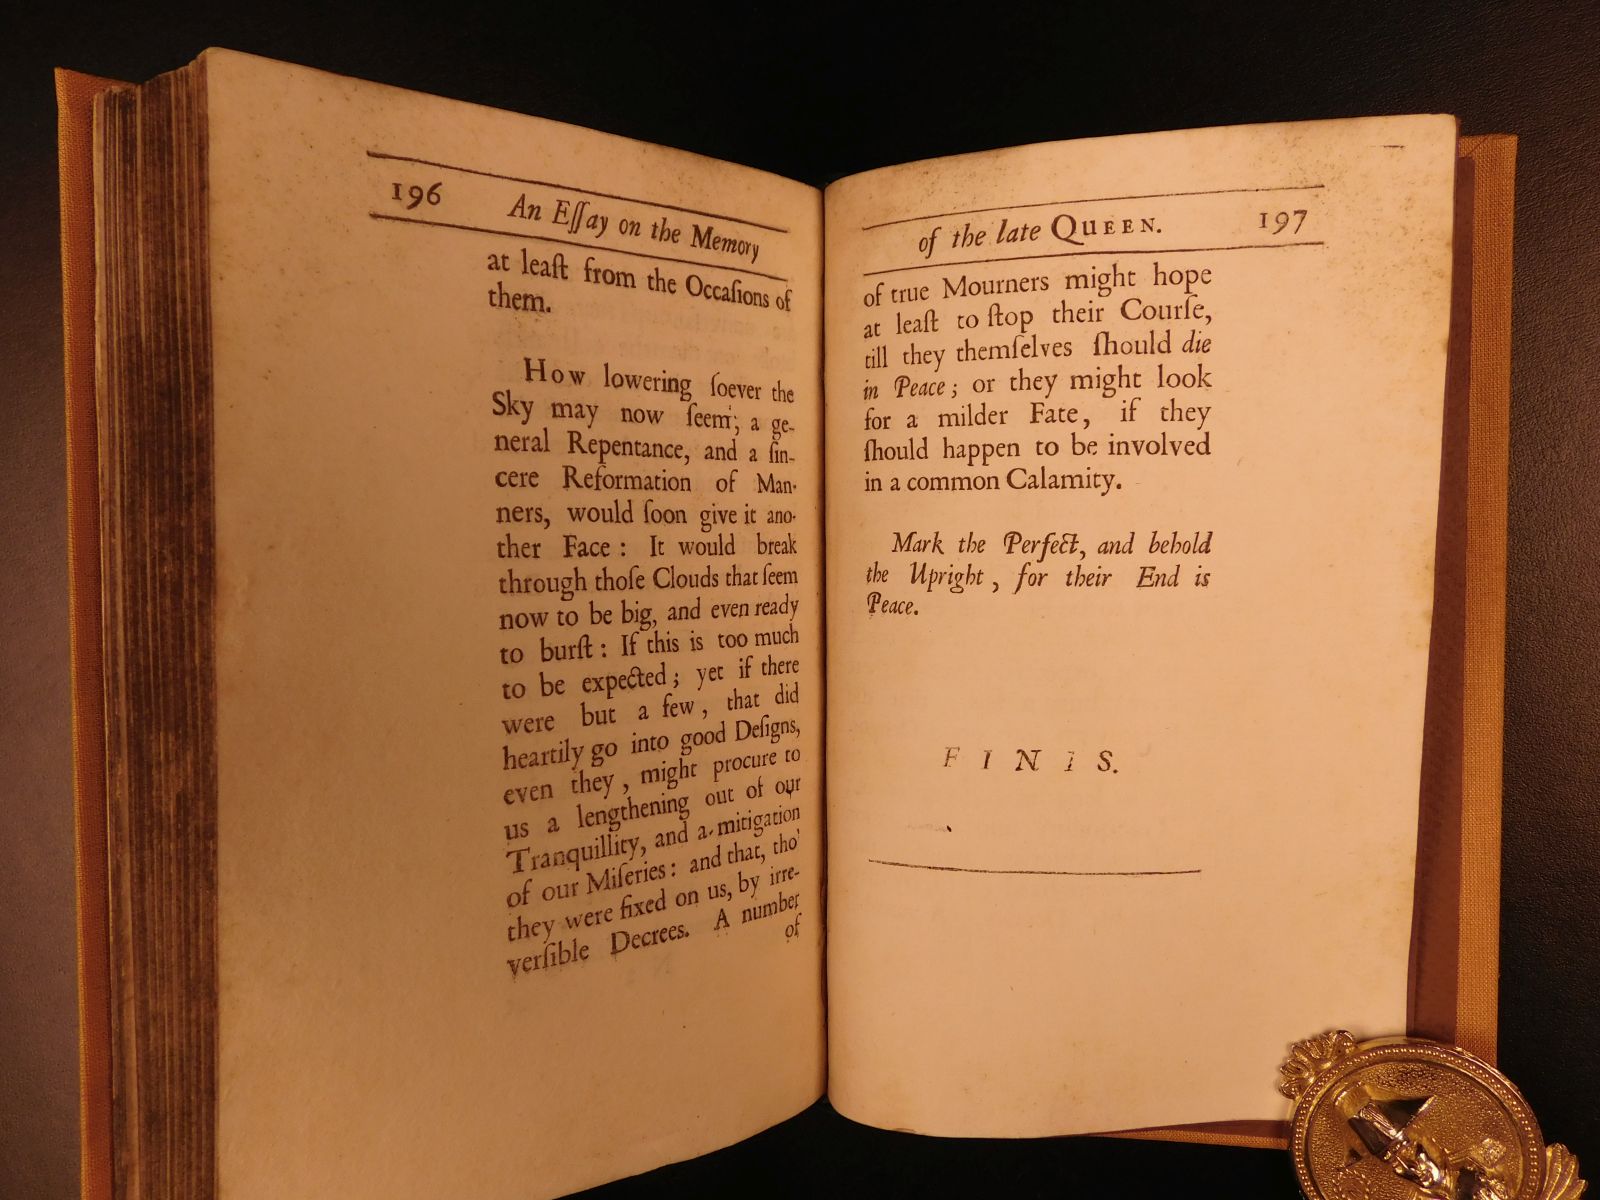 196 An Eſſay on the Memory
at leaſt from the Occaſions of
them.
How lowering ſoever the
Sky may now ſeem; a ge-
neral Repentance, and a ſin-
cere Reformation of Man-
ners, would ſoon give it ano-
ther Face : It would break
through thoſe Clouds that ſeem
now to be big, and even ready
to burſt : If this is too much
to be expected ; yet if there
were but a few , that did
heartily go into good Deſigns,
even they , might procure to
us a lengthening out of our
Tranquillity, and a mitigation
of our Miſeries : and that, tho'
they were fixed on us, by irre-
verſible Decrees. A number
of
of the late QUEEN. 197
of true Mourners might hope
at leaſt to ſtop their Courſe,
till they themſelves ſhould die
in Peace ; or they might look
for a milder Fate, if they
ſhould happen to be involved
in a common Calamity.
Mark the Perfect, and behold
the Upright , for their End is
Peace.
F I N I S.